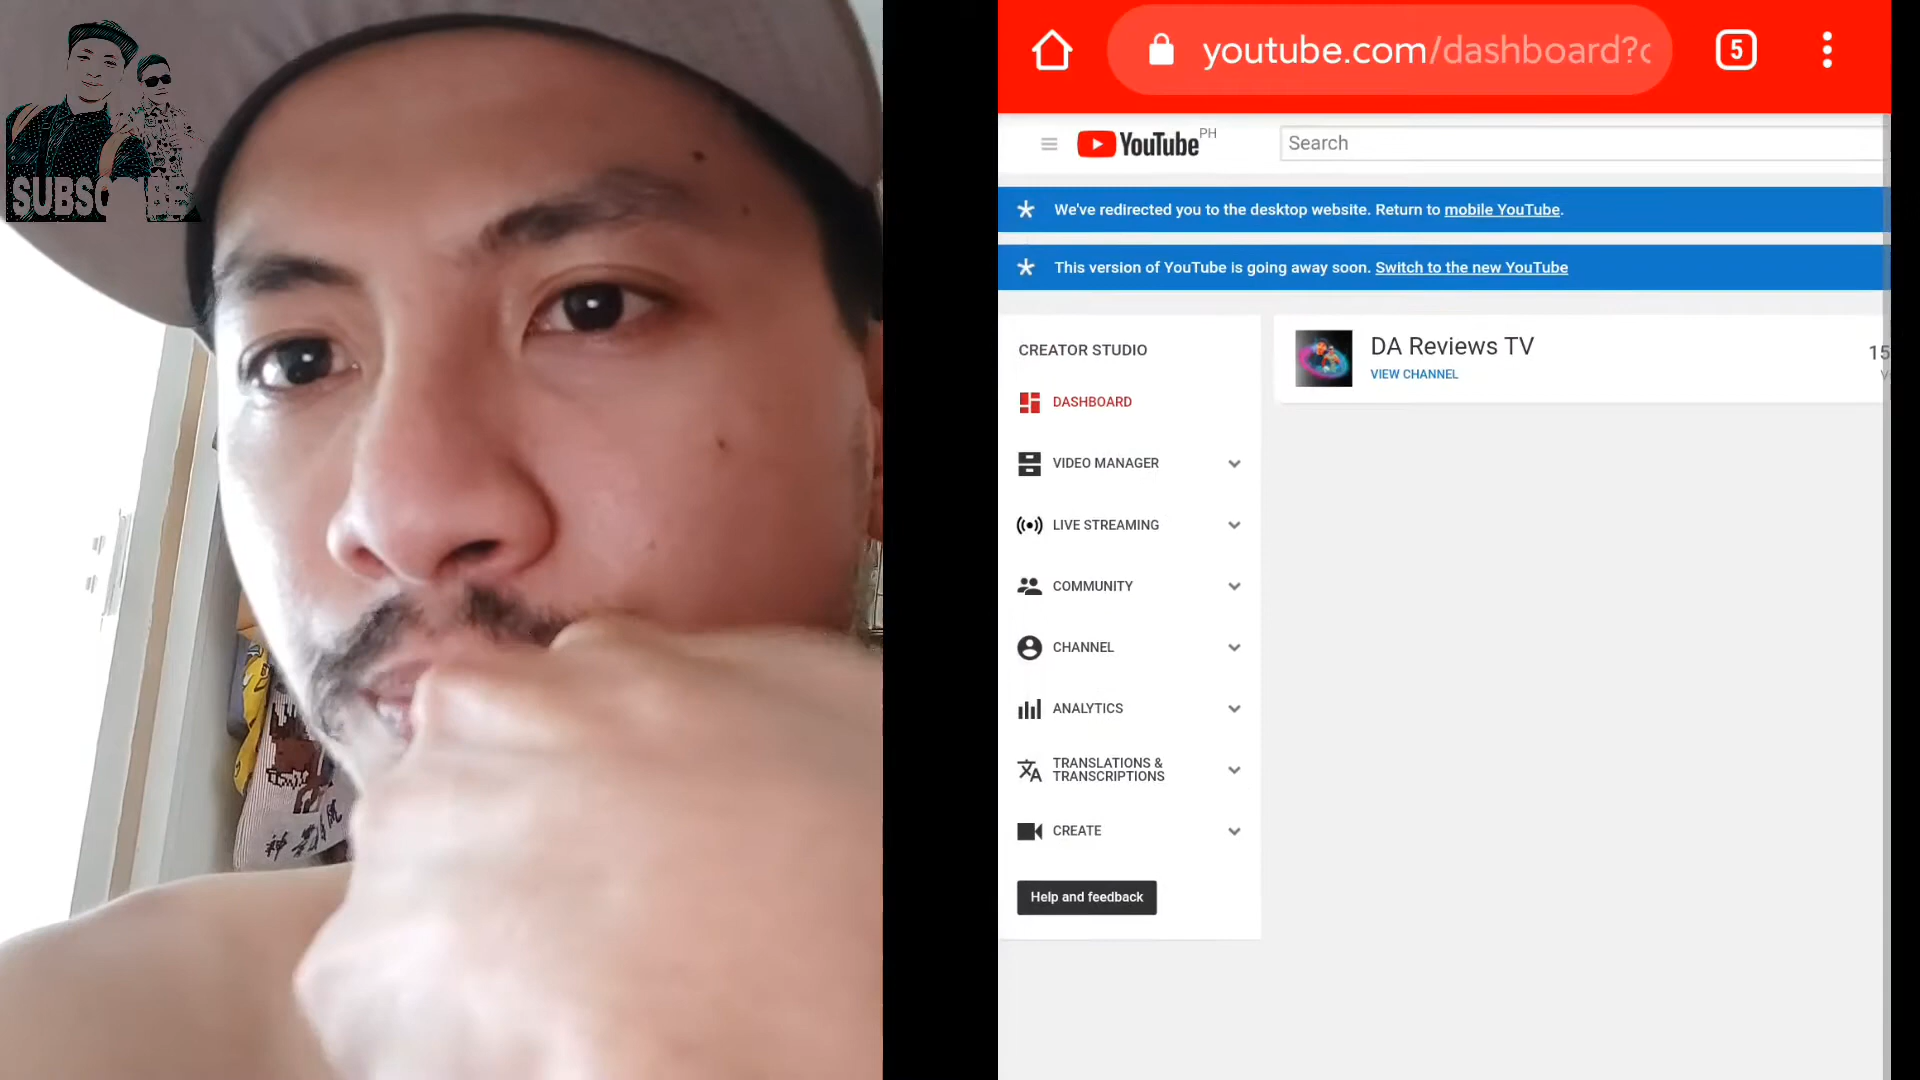 SUBSCRIBE
youtube.com/dashboard?c
5
YouTube PH
Search
We've redirected you to the desktop website. Return to mobile YouTube.
This version of YouTube is going away soon. Switch to the new YouTube
CREATOR STUDIO
DASHBOARD
VIDEO MANAGER
LIVE STREAMING
COMMUNITY
CHANNEL
ANALYTICS
TRANSLATIONS &
TRANSCRIPTIONS
CREATE
Help and feedback
DA Reviews TV
VIEW CHANNEL
15
V